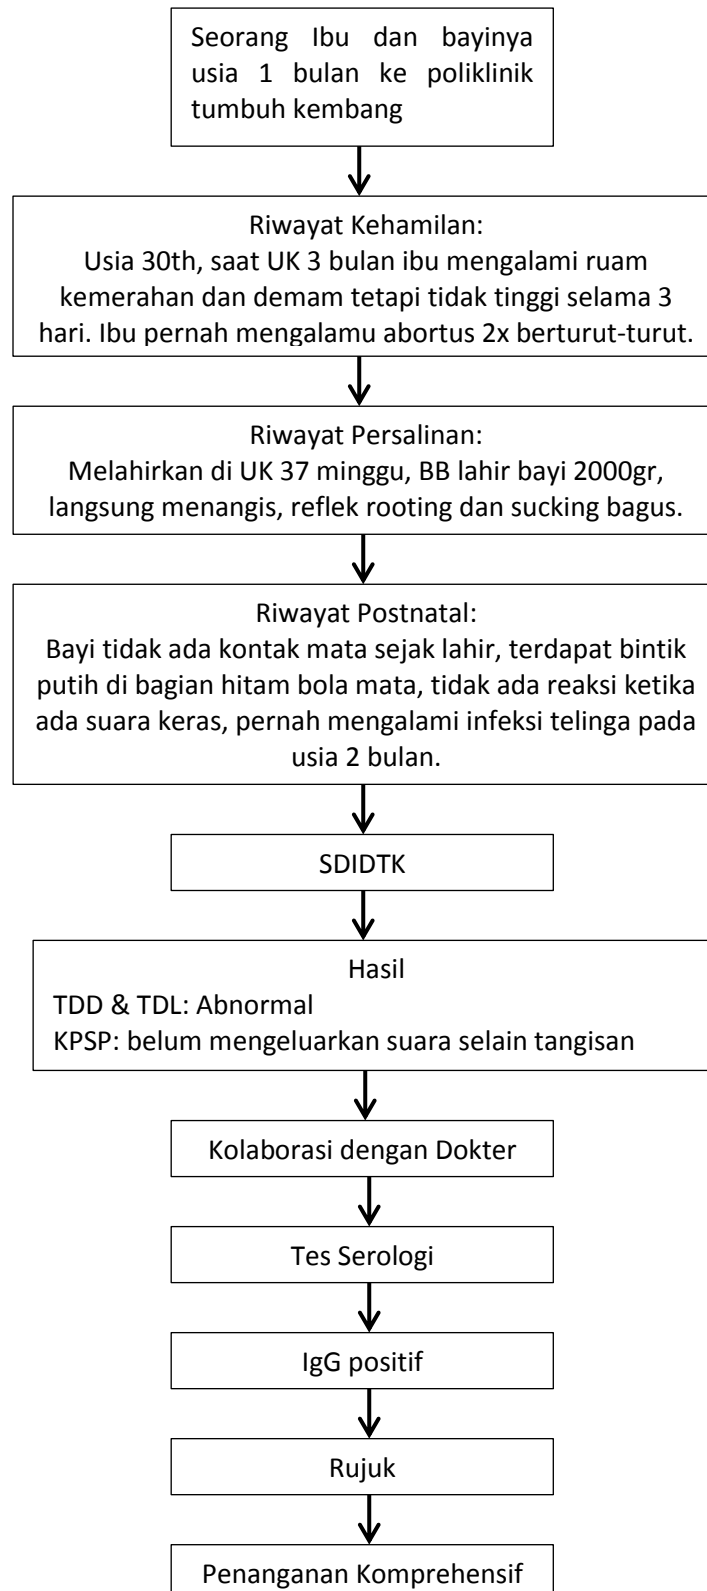 Seorang Ibu dan bayinya
usia 1 bulan ke poliklinik
tumbuh kembang
Riwayat Kehamilan:
Usia 30th, saat UK 3 bulan ibu mengalami ruam
kemerahan dan demam tetapi tidak tinggi selama 3
hari. Ibu pernah mengalamu abortus 2x berturut-turut.
Riwayat Persalinan:
Melahirkan di UK 37 minggu, BB lahir bayi 2000gr,
langsung menangis, reflek rooting dan sucking bagus.
Riwayat Postnatal:
Bayi tidak ada kontak mata sejak lahir, terdapat bintik
putih di bagian hitam bola mata, tidak ada reaksi ketika
ada suara keras, pernah mengalami infeksi telinga pada
usia 2 bulan.
SDIDTK
Hasil
TDD & TDL: Abnormal
KPSP: belum mengeluarkan suara selain tangisan
Kolaborasi dengan Dokter
Tes Serologi
IgG positif
Rujuk
Penanganan Komprehensif